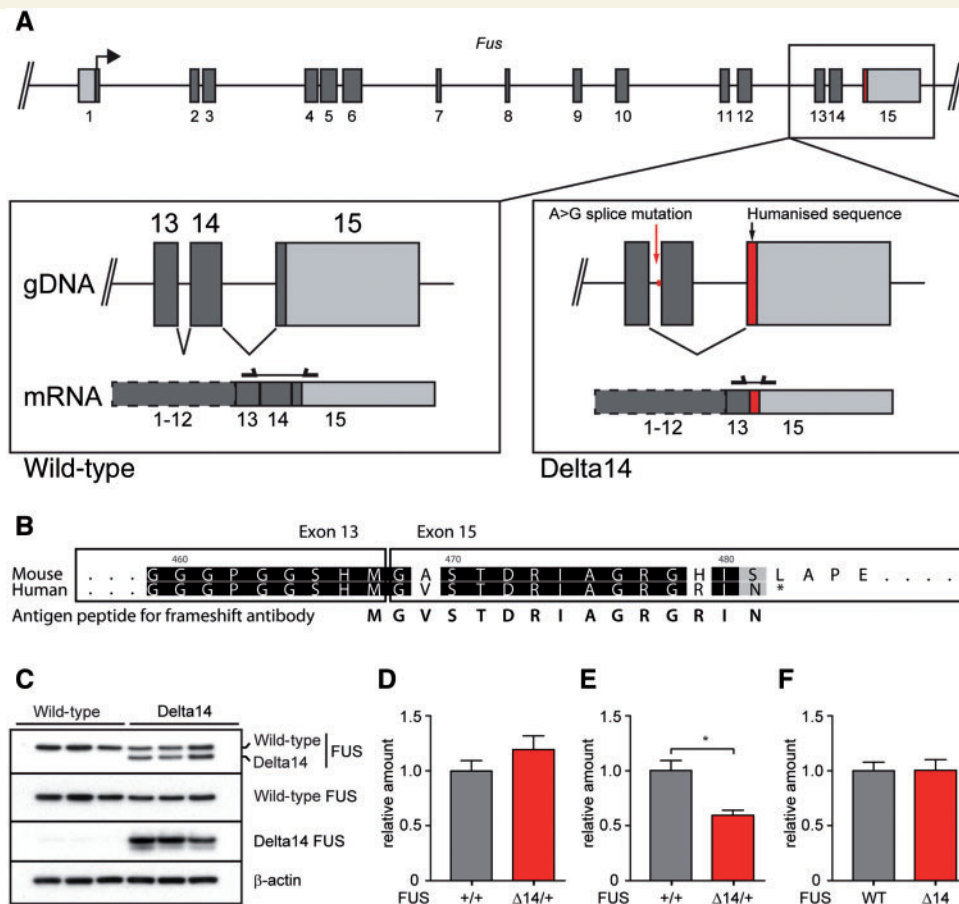 A
Fus
1 2 3 4 5 6 7 8 9 10 11 12 13 14 15
13 14 15
gDNA
mRNA
1-12 13 14 15
Wild-type
A>G splice mutation Humanised sequence
1-12 13 15
Delta14
B
Exon 13 Exon 15
460 470 480
Mouse . . . G G G P G G S H M G A S T D R I A G R G H I S L A P E . . . .
Human . . . G G G P G G S H M G V S T D R I A G R G R I N *
Antigen peptide for frameshift antibody M G V S T D R I A G R G R I N
C
Wild-type Delta14
Wild-type
Delta14
FUS
Wild-type FUS
Delta14 FUS
β-actin
D
relative amount
1.5
1.0
0.5
0
FUS +/+ Δ14/+
E
relative amount
1.5
1.0
0.5
0
*
FUS +/+ Δ14/+
F
relative amount
1.5
1.0
0.5
0
FUS WT Δ14